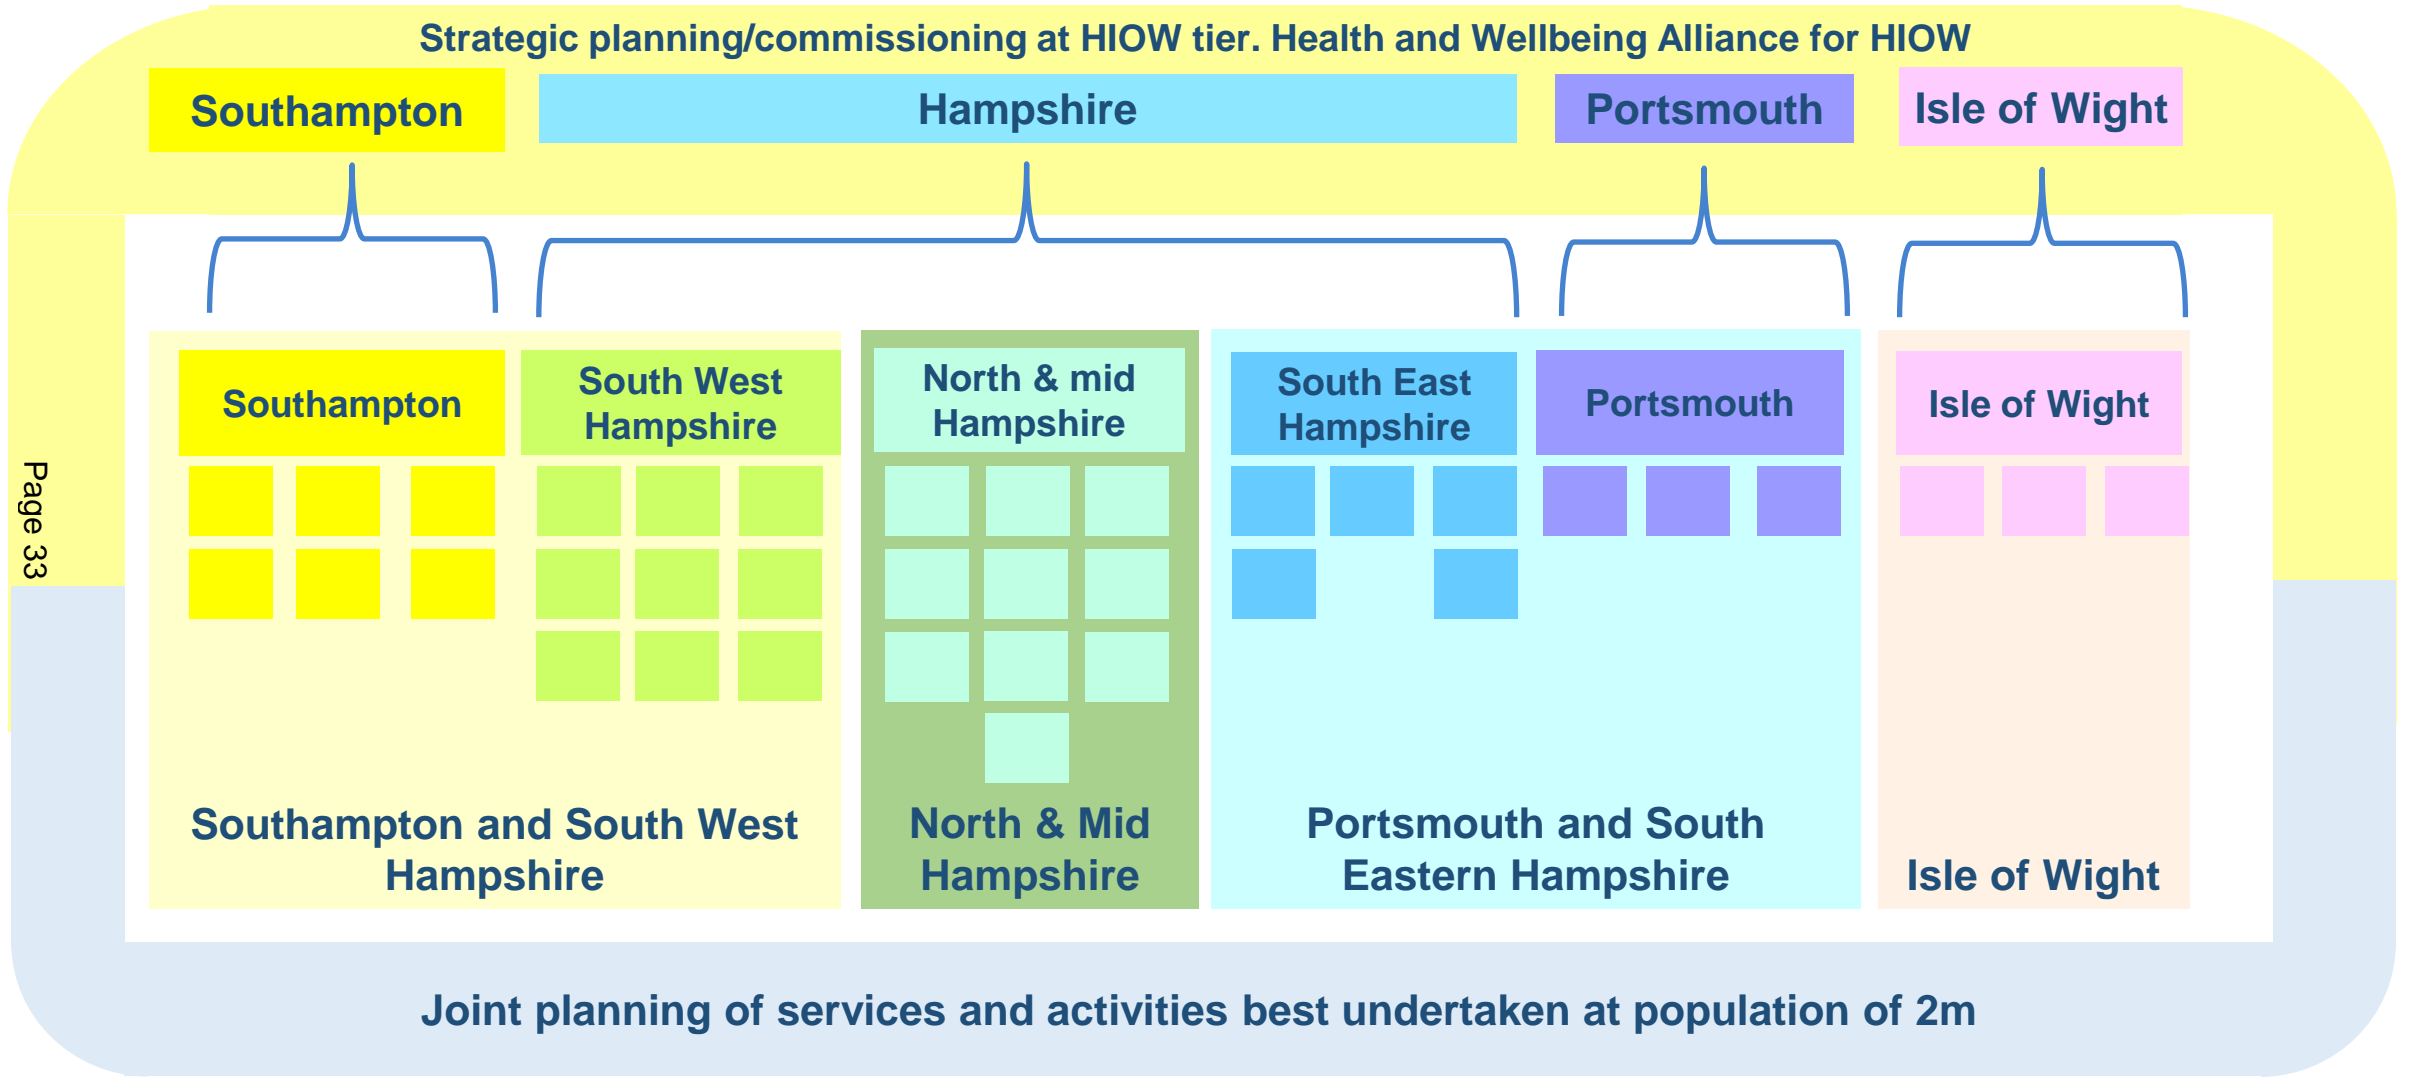 Strategic planning/commissioning at HIOW tier. Health and Wellbeing Alliance for HIOW
Southampton
Hampshire
Portsmouth
Isle of Wight
Southampton
South West
Hampshire
North & mid
Hampshire
South East
Hampshire
Portsmouth
Isle of Wight
Page 33
Southampton and South West
Hampshire
North & Mid
Hampshire
Portsmouth and South
Eastern Hampshire
Isle of Wight
Joint planning of services and activities best undertaken at population of 2m